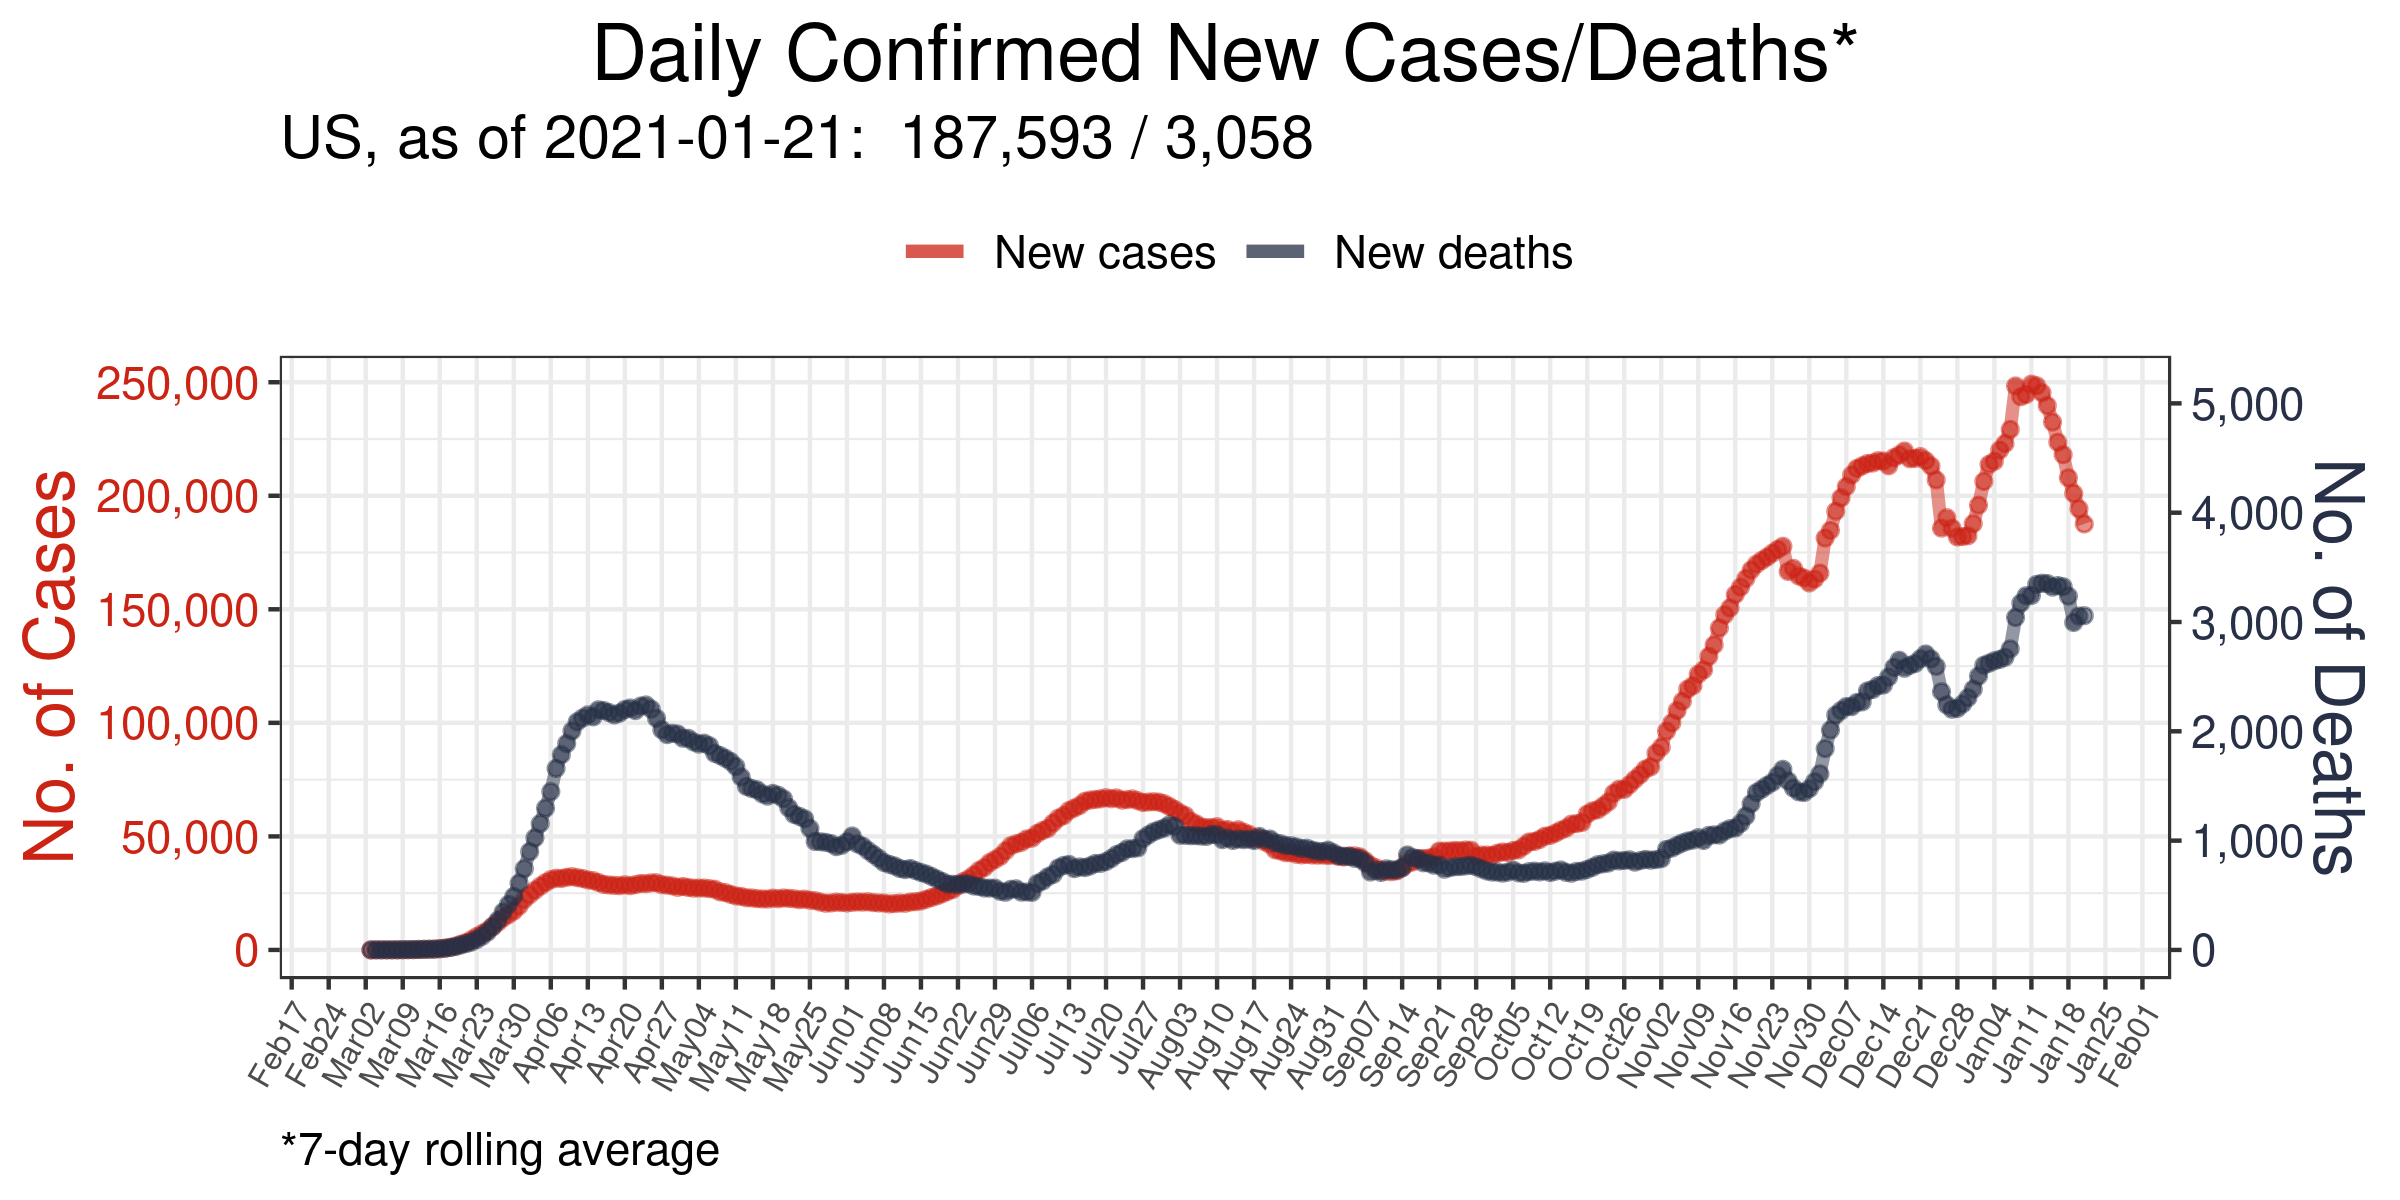 Daily Confirmed New Cases/Deaths*
US, as of 2021-01-21:  187,593 / 3,058
New cases
New deaths
No. of Cases
250,000
200,000
150,000
100,000
50,000
0
5,000
4,000
3,000
2,000
1,000
0
No. of Deaths
Feb17
Feb24
Mar02
Mar09
Mar16
Mar23
Mar30
Apr06
Apr13
Apr20
Apr27
May04
May11
May18
May25
Jun01
Jun08
Jun15
Jun22
Jun29
Jul06
Jul13
Jul20
Jul27
Aug03
Aug10
Aug17
Aug24
Aug31
Sep07
Sep14
Sep21
Sep28
Oct05
Oct12
Oct19
Oct26
Nov02
Nov09
Nov16
Nov23
Nov30
Dec07
Dec14
Dec21
Dec28
Jan04
Jan11
Jan18
Jan25
Feb01
*7-day rolling average